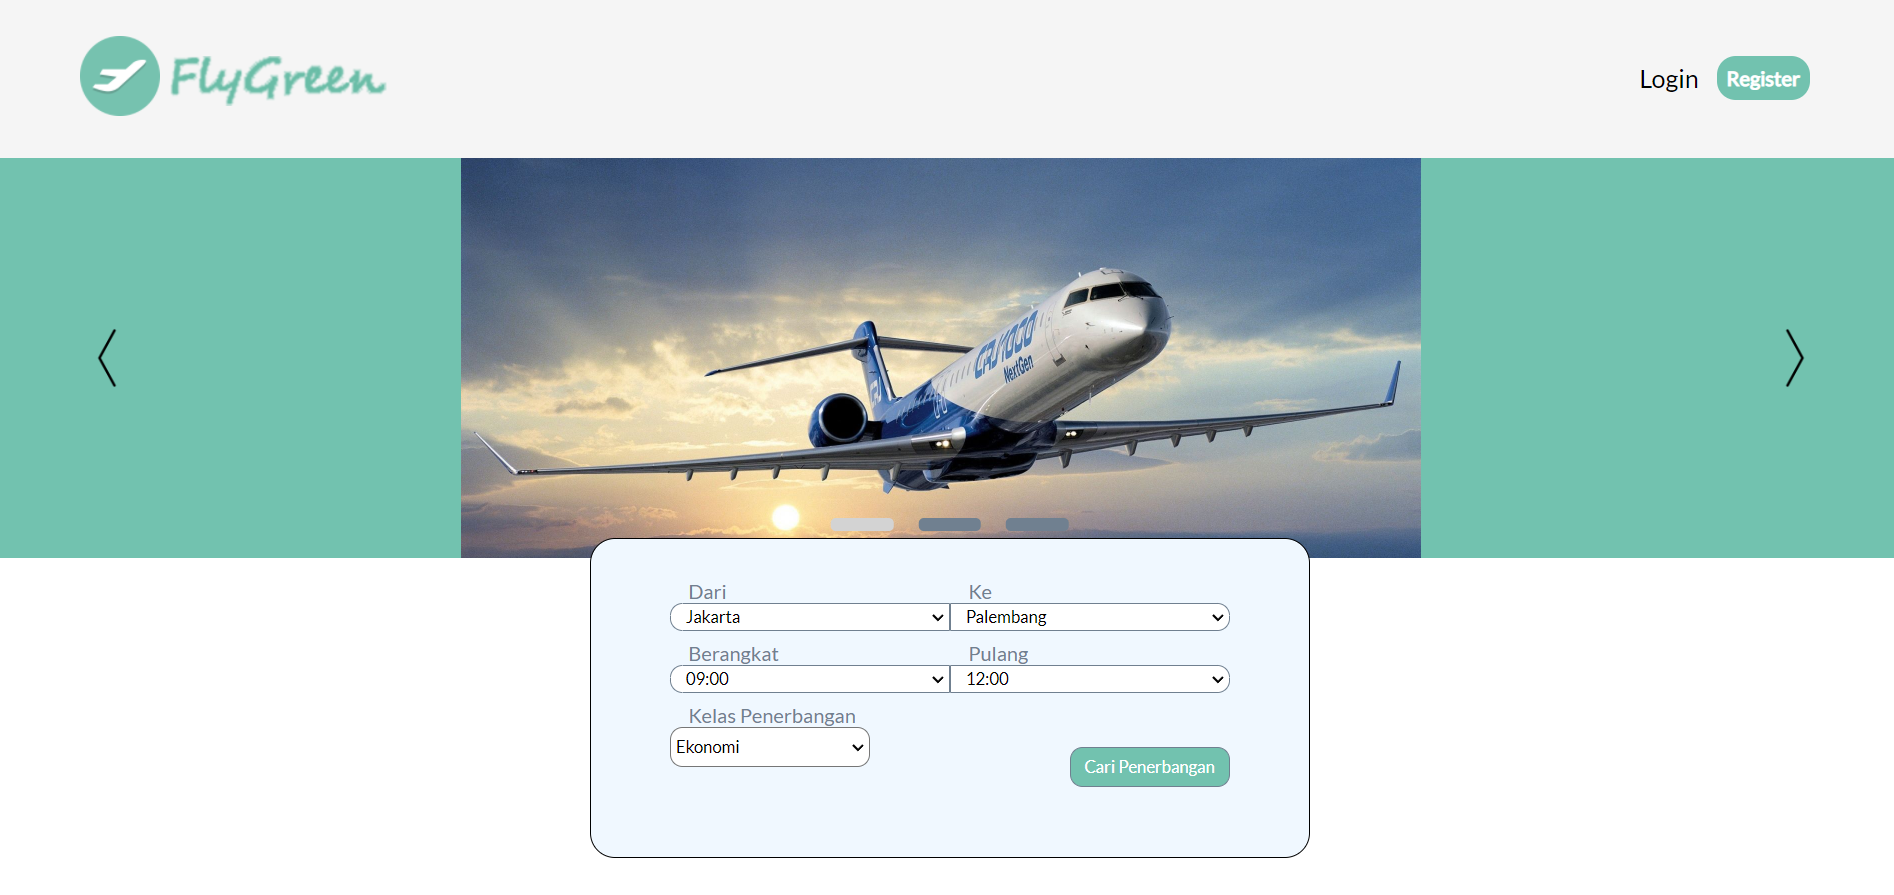 FlyGreen
Login Register
CRJ1000
NextGen
Dari Ke
Jakarta Palembang
Berangkat Pulang
09:00 12:00
Kelas Penerbangan
Ekonomi
Cari Penerbangan